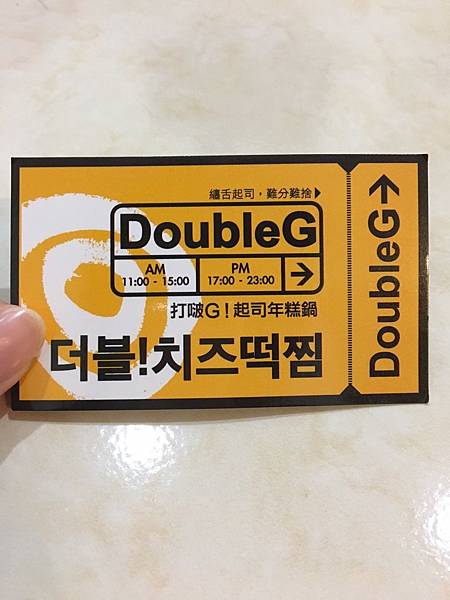 纏舌起司，難分難捨▶
DoubleG
AM
11:00 - 15:00
PM
17:00 - 23:00
→
打啵G！起司年糕鍋
더블!치즈떡찜
DoubleG→